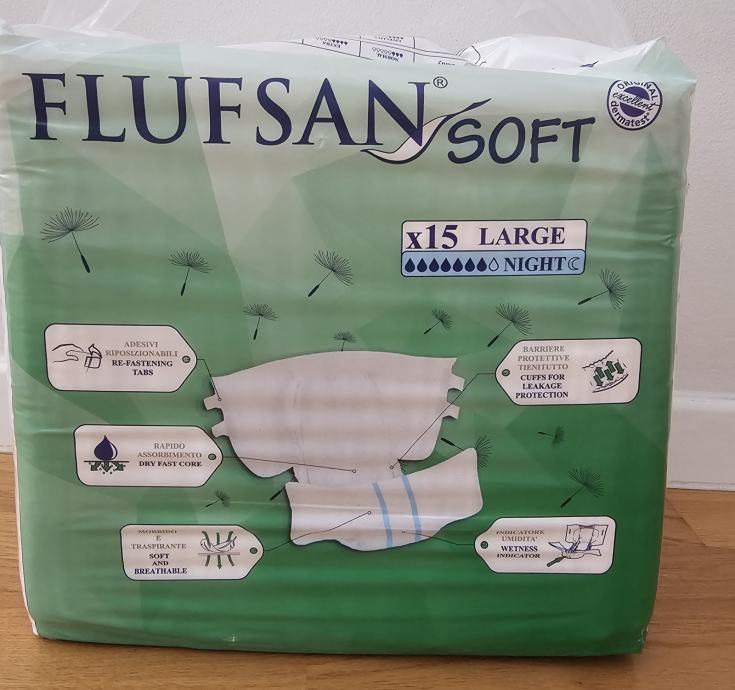 FLUFSAN® SOFT
ORIGINAL
excellent
dermatest®
x15 LARGE
NIGHT
ADESIVI
RIPOSIZIONABILI
RE-FASTENING
TABS
BARRIERE
PROTETTIVE
TIENITUTTO
CUFFS FOR
LEAKAGE
PROTECTION
RAPIDO
ASSORBIMENTO
DRY FAST CORE
MORBIDO
E
TRASPIRANTE
SOFT
AND
BREATHABLE
INDICATORE
UMIDITA'
WETNESS
INDICATOR